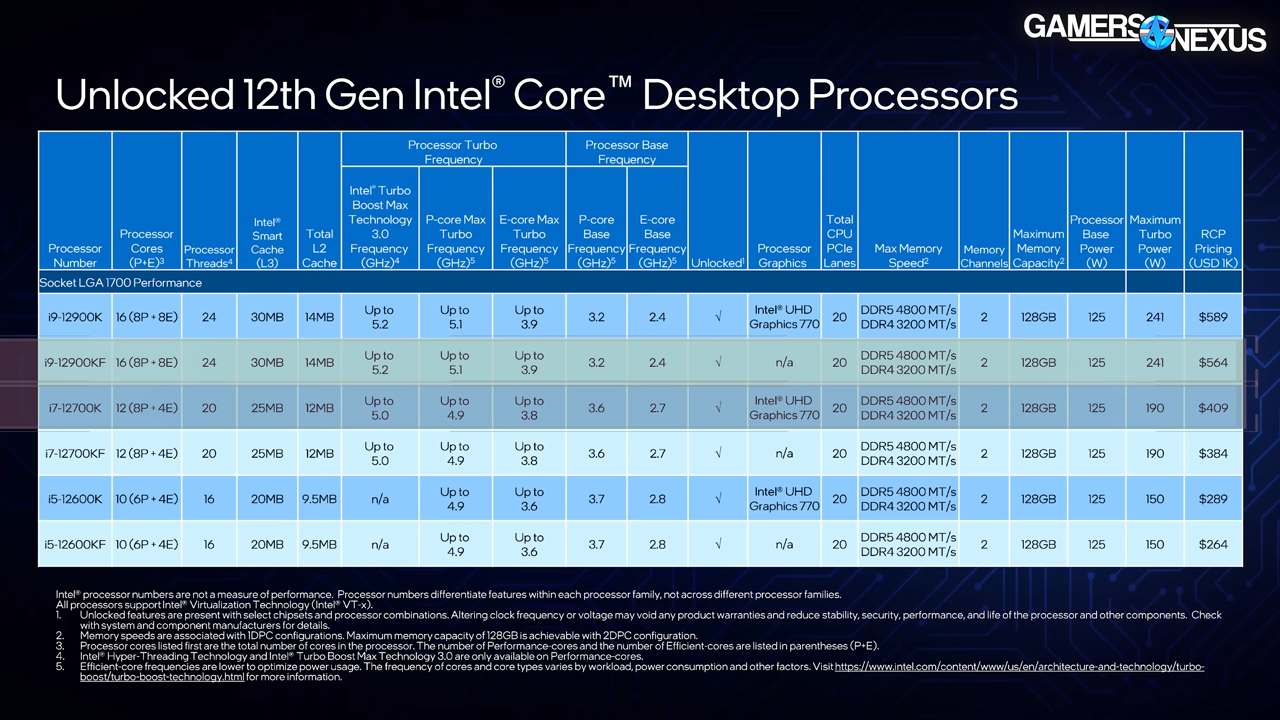 GAMERS NEXUS
Unlocked 12th Gen Intel® Core™ Desktop Processors
Processor Turbo Frequency
Processor Base Frequency
Processor Number
Processor Cores (P+E)3
Processor Threads4
Intel® Smart Cache (L3)
Total L2 Cache
Intel® Turbo Boost Max Technology 3.0 Frequency (GHz)4
P-core Max Turbo Frequency (GHz)5
E-core Max Turbo Frequency (GHz)5
P-core Base Frequency (GHz)5
E-core Base Frequency (GHz)5
Unlocked1
Processor Graphics
Total CPU PCIe Lanes
Max Memory Speed2
Memory Channels
Maximum Memory Capacity2
Processor Base Power (W)
Maximum Turbo Power (W)
RCP Pricing (USD 1K)
Socket LGA 1700 Performance
i9-12900K 16 (8P + 8E) 24 30MB 14MB Up to 5.2 Up to 5.1 Up to 3.9 3.2 2.4 √ Intel® UHD Graphics 770 20 DDR5 4800 MT/s DDR4 3200 MT/s 2 128GB 125 241 $589
i9-12900KF 16 (8P + 8E) 24 30MB 14MB Up to 5.2 Up to 5.1 Up to 3.9 3.2 2.4 √ n/a 20 DDR5 4800 MT/s DDR4 3200 MT/s 2 128GB 125 241 $564
i7-12700K 12 (8P + 4E) 20 25MB 12MB Up to 5.0 Up to 4.9 Up to 3.8 3.6 2.7 √ Intel® UHD Graphics 770 20 DDR5 4800 MT/s DDR4 3200 MT/s 2 128GB 125 190 $409
i7-12700KF 12 (8P + 4E) 20 25MB 12MB Up to 5.0 Up to 4.9 Up to 3.8 3.6 2.7 √ n/a 20 DDR5 4800 MT/s DDR4 3200 MT/s 2 128GB 125 190 $384
i5-12600K 10 (6P + 4E) 16 20MB 9.5MB n/a Up to 4.9 Up to 3.6 3.7 2.8 √ Intel® UHD Graphics 770 20 DDR5 4800 MT/s DDR4 3200 MT/s 2 128GB 125 150 $289
i5-12600KF 10 (6P + 4E) 16 20MB 9.5MB n/a Up to 4.9 Up to 3.6 3.7 2.8 √ n/a 20 DDR5 4800 MT/s DDR4 3200 MT/s 2 128GB 125 150 $264
Intel® processor numbers are not a measure of performance. Processor numbers differentiate features within each processor family, not across different processor families.
All processors support Intel® Virtualization Technology (Intel® VT-x).
1. Unlocked features are present with select chipsets and processor combinations. Altering clock frequency or voltage may void any product warranties and reduce stability, security, performance, and life of the processor and other components. Check
with system and component manufacturers for details.
2. Memory speeds are associated with 1DPC configurations. Maximum memory capacity of 128GB is achievable with 2DPC configuration.
3. Processor cores listed first are the total number of cores in the processor. The number of Performance-cores and the number of Efficient-cores are listed in parentheses (P+E).
4. Intel® Hyper-Threading Technology and Intel® Turbo Boost Max Technology 3.0 are only available on Performance-cores.
5. Efficient-core frequencies are lower to optimize power usage. The frequency of cores and core types varies by workload, power consumption and other factors. Visit https://www.intel.com/content/www/us/en/architecture-and-technology/turbo-
boost/turbo-boost-technology.html for more information.